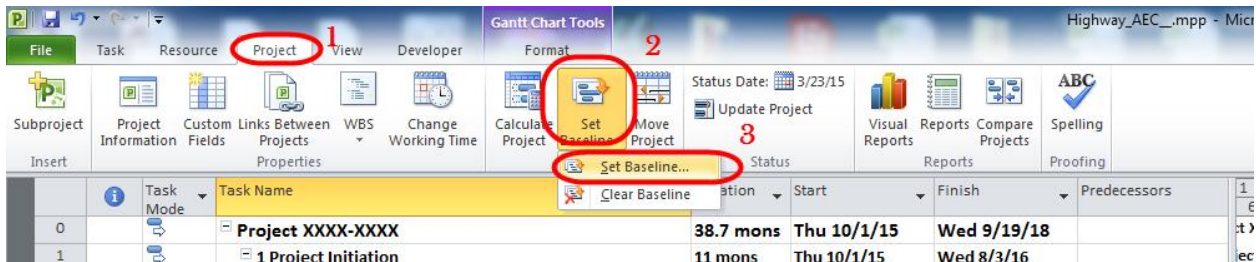 Gantt Chart Tools
Highway_AEC__.mpp - Micr
File Task Resource Project 1 View Developer Format 2
Subproject
Project Information
Custom Fields
Links Between Projects
WBS
Change Working Time
Calculate Project
Set Baseline
Move Project
Status Date: 3/23/15
Update Project
3
Visual Reports
Reports
Compare Projects
ABC
Spelling
Insert Properties Status Reports Proofing
Set Baseline...
Clear Baseline
Task Mode Task Name ation Start Finish Predecessors 1
6
0 Project XXXX-XXXX 38.7 mons Thu 10/1/15 Wed 9/19/18
1 1 Project Initiation 11 mons Thu 10/1/15 Wed 8/3/16